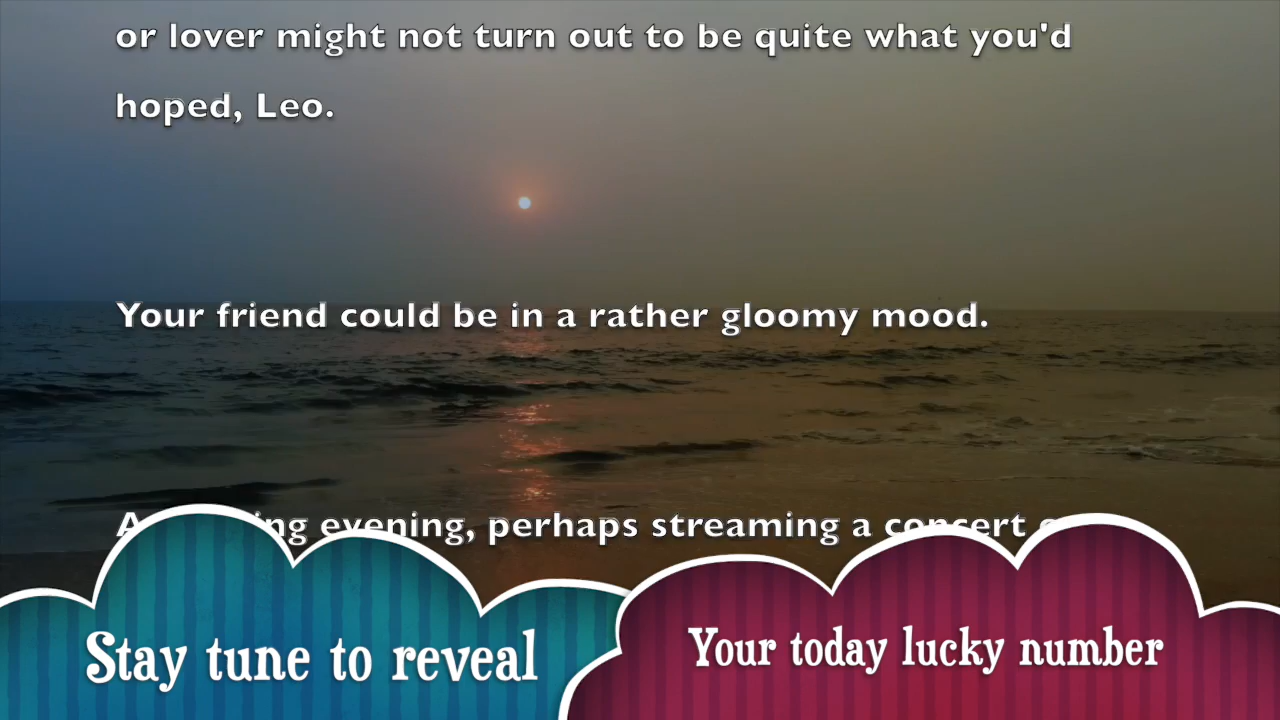 or lover might not turn out to be quite what you'd
hoped, Leo.
Your friend could be in a rather gloomy mood.
evening, perhaps streaming a concert
Stay tune to reveal
Your today lucky number